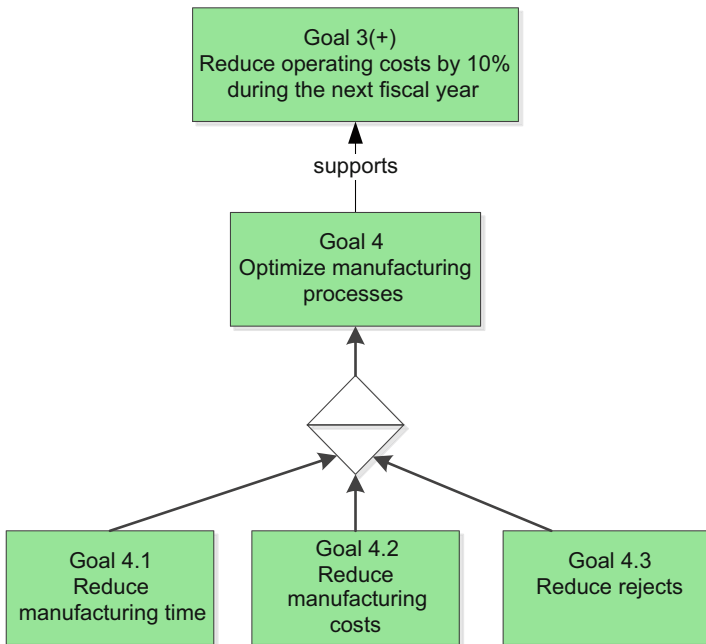 Goal 3(+)
Reduce operating costs by 10%
during the next fiscal year
supports
Goal 4
Optimize manufacturing
processes
Goal 4.1
Reduce
manufacturing time
Goal 4.2
Reduce
manufacturing
costs
Goal 4.3
Reduce rejects